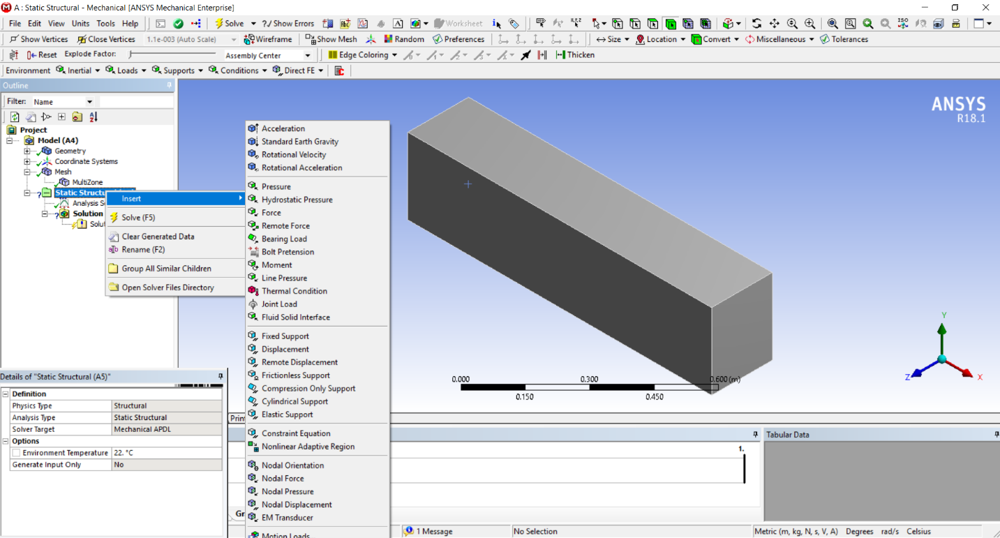 A : Static Structural - Mechanical [ANSYS Mechanical Enterprise]
File Edit View Units Tools Help Solve ?✓ Show Errors Worksheet
Show Vertices Close Vertices 1.1e-003 (Auto Scale) Wireframe Show Mesh Random Preferences Size Location Convert Miscellaneous Tolerances
Reset Explode Factor: Assembly Center Edge Coloring Thicken
Environment Inertial Loads Supports Conditions Direct FE
Outline
Filter: Name
Project
Model (A4)
Geometry
Coordinate Systems
Mesh
MultiZone
Static Structu
Analysis S
Solution
Solut
Insert
Solve (F5)
Clear Generated Data
Rename (F2)
Group All Similar Children
Open Solver Files Directory
Acceleration
Standard Earth Gravity
Rotational Velocity
Rotational Acceleration
Pressure
Hydrostatic Pressure
Force
Remote Force
Bearing Load
Bolt Pretension
Moment
Line Pressure
Thermal Condition
Joint Load
Fluid Solid Interface
Fixed Support
Displacement
Remote Displacement
Frictionless Support
Compression Only Support
Cylindrical Support
Elastic Support
Constraint Equation
Nonlinear Adaptive Region
Nodal Orientation
Nodal Force
Nodal Pressure
Nodal Displacement
EM Transducer
Motion Loads...
ANSYS
R18.1
0.000 0.300 0.600 (m)
0.150 0.450
Y
Z X
Details of "Static Structural (A5)"
Definition
Physics Type Structural
Analysis Type Static Structural
Solver Target Mechanical APDL
Options
Environment Temperature 22. °C
Generate Input Only No
Print
Tabular Data
1.
Gr
1 Message No Selection Metric (m, kg, N, s, V, A) Degrees rad/s Celsius